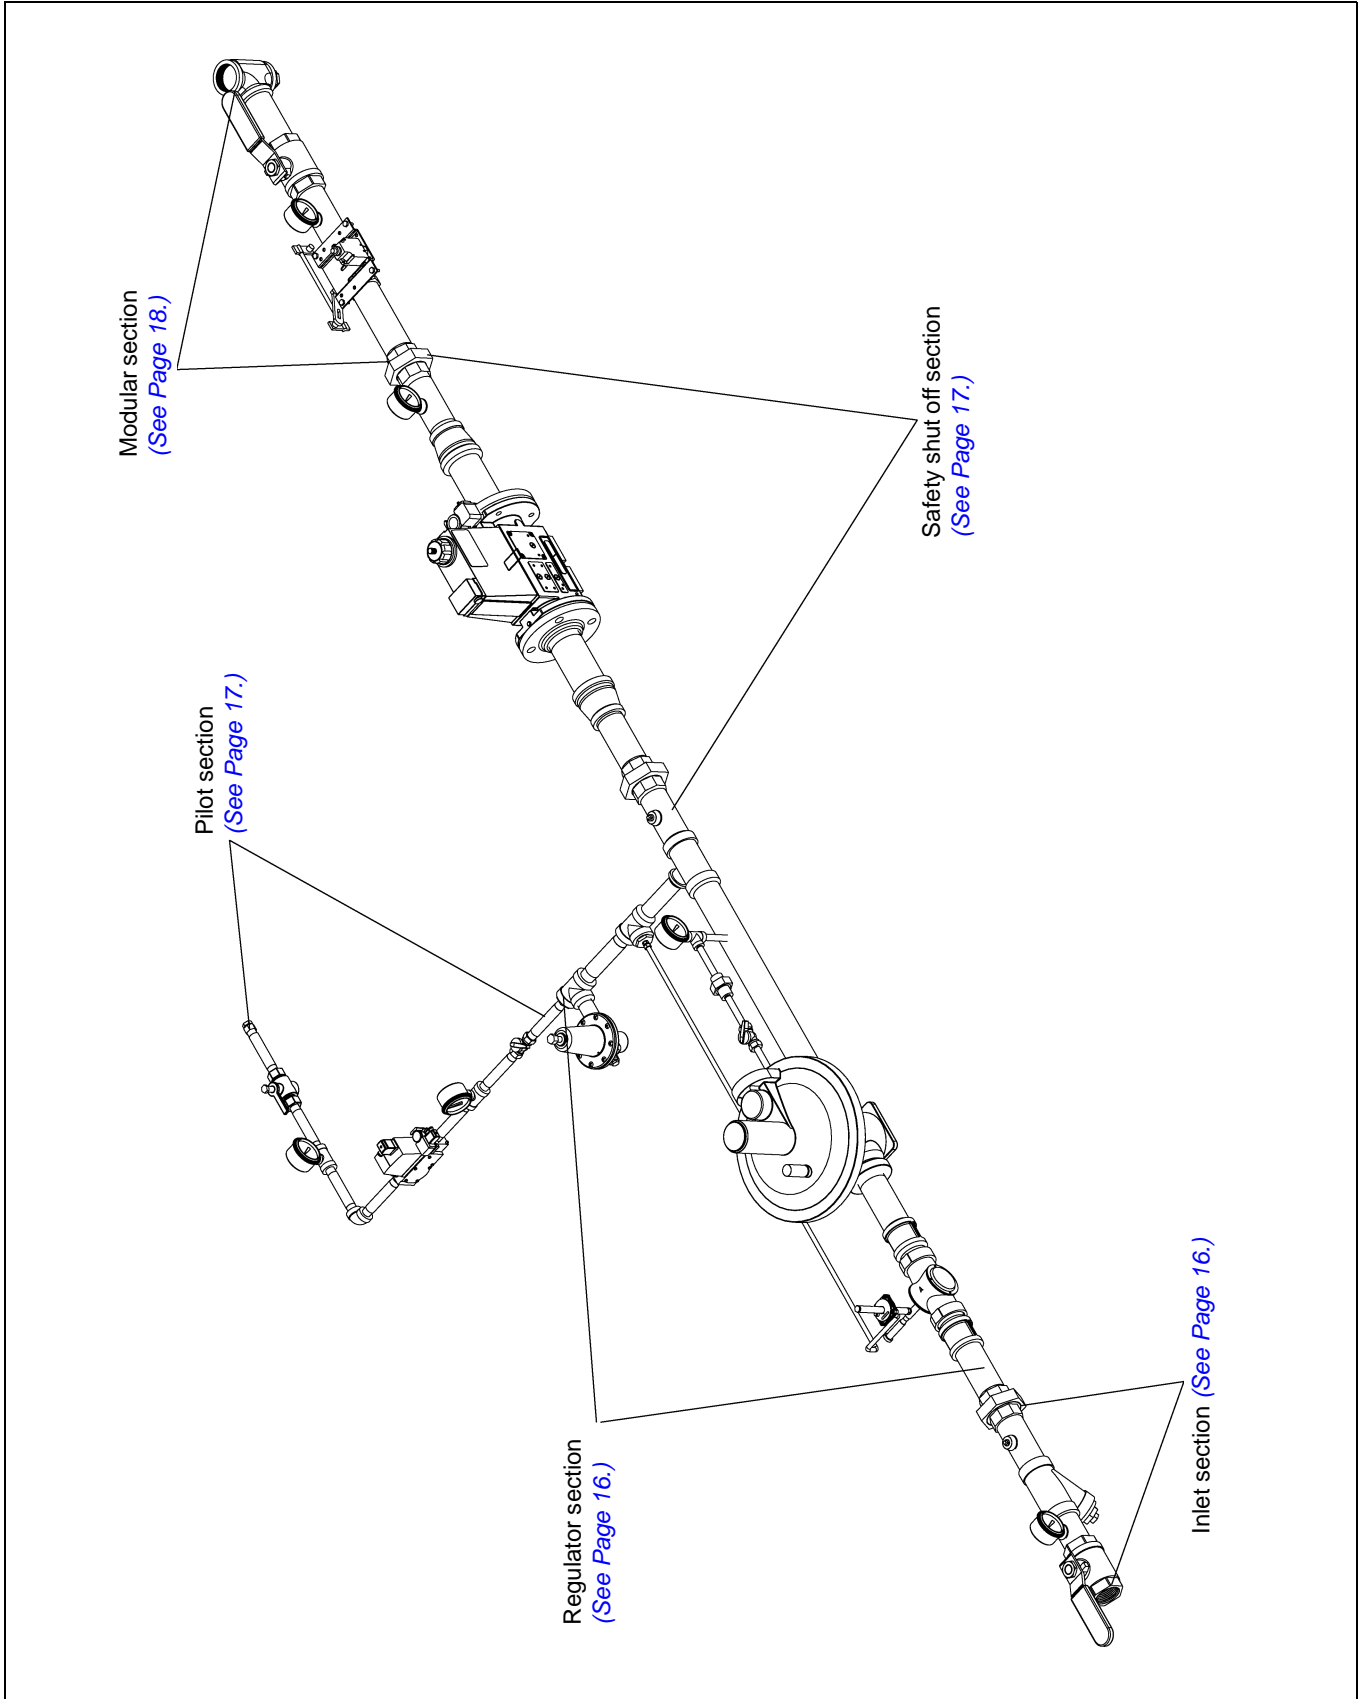 Modular section
(See Page 18.)
Safety shut off section
(See Page 17.)
Pilot section
(See Page 17.)
Regulator section
(See Page 16.)
Inlet section (See Page 16.)